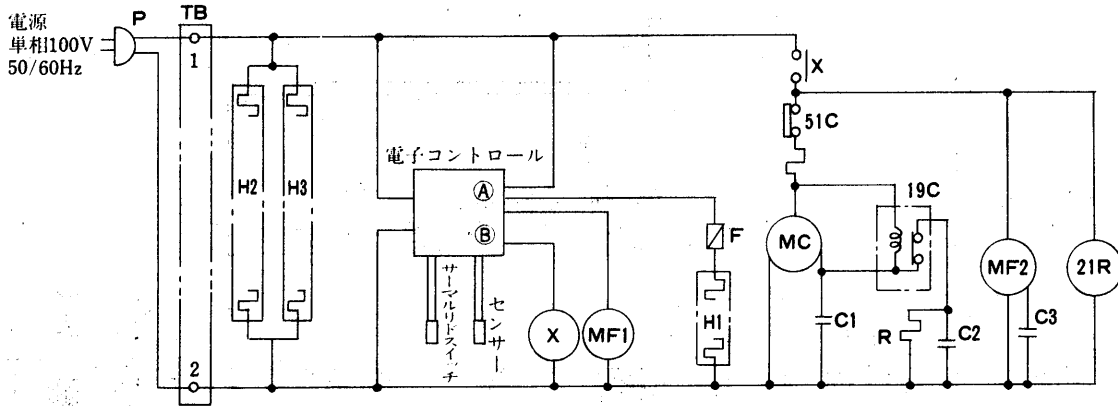 電源
単相100V
50/60Hz
P
TB
1
2
H2
H3
電子コントロール
Ⓐ
Ⓑ
サーマルリードスイッチ
センサー
X
MF1
F
H1
X
51C
MC
19C
C1
R
C2
MF2
C3
21R